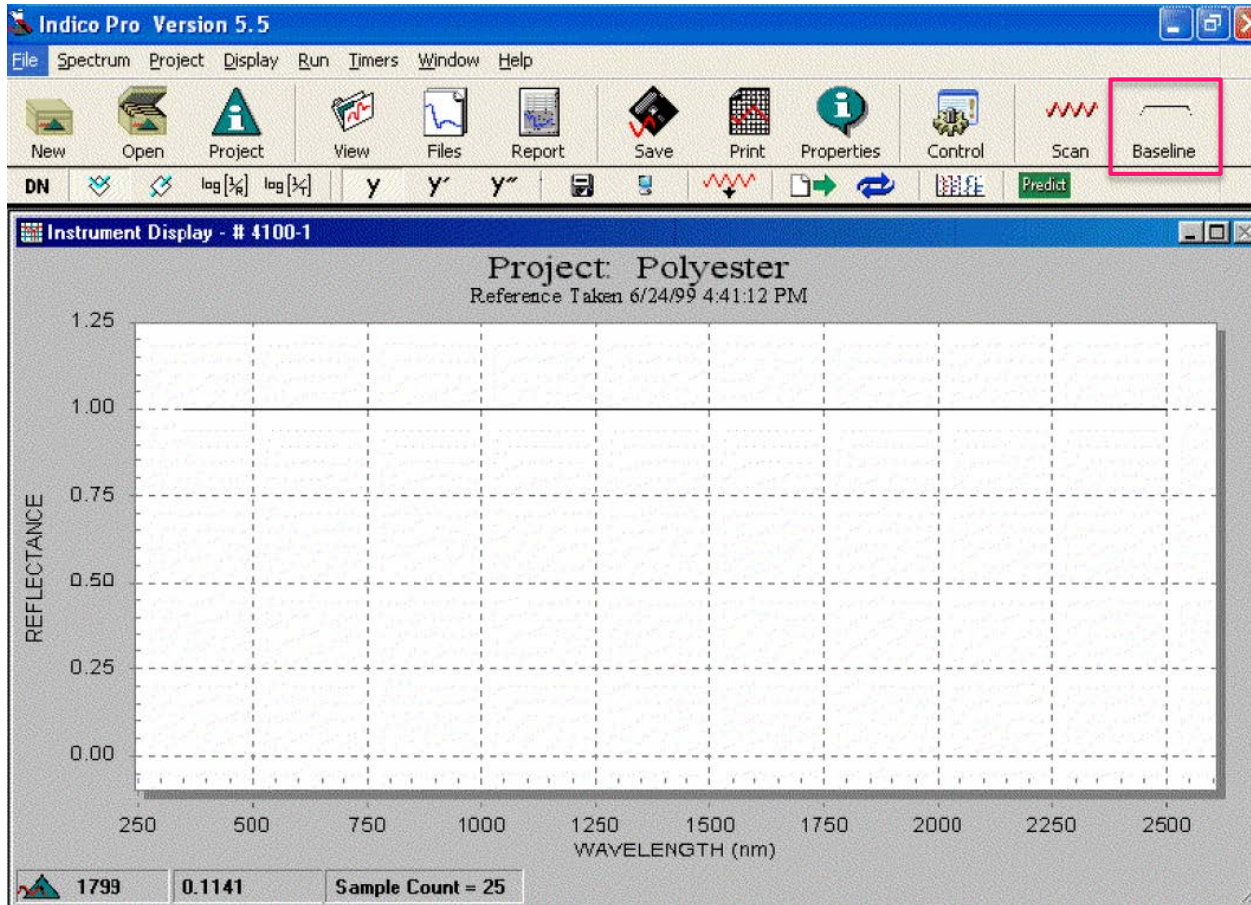 Indico Pro Version 5.5
File Spectrum Project Display Run Timers Window Help
New Open Project View Files Report Save Print Properties Control Scan Baseline
DN log[1/R] log[1/T] y y′ y″ Predict
Instrument Display - # 4100-1
Project: Polyester
Reference Taken 6/24/99 4:41:12 PM
1.25
1.00
0.75
0.50
0.25
0.00
REFLECTANCE
250 500 750 1000 1250 1500 1750 2000 2250 2500
WAVELENGTH (nm)
1799 0.1141 Sample Count = 25